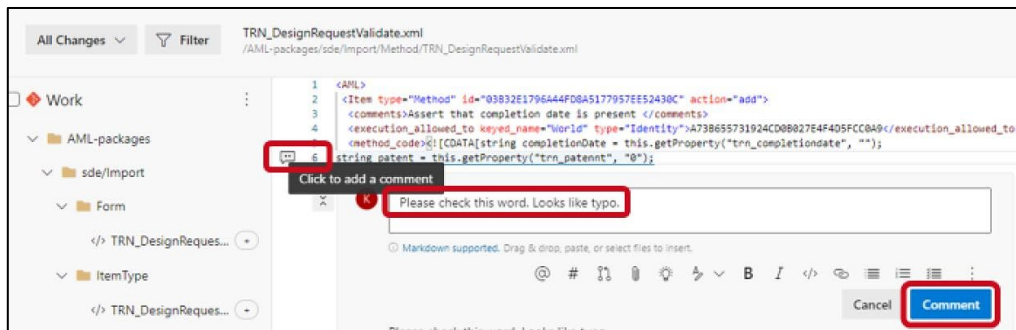 All Changes
Filter
TRN_DesignRequestValidate.xml
/AML-packages/sde/Import/Method/TRN_DesignRequestValidate.xml
Work
AML-packages
sde/Import
Form
</> TRN_DesignReques...
ItemType
</> TRN_DesignReques...
1 <AML>
2 <Item type="Method" id="03B32E1796A44FD8A5177957EE52430C" action="add">
3 <comments>Assert that completion date is present </comments>
4 <execution_allowed_to keyed_name="World" type="Identity">A73B655731924CD0B027E4F4D5FCC0A9</execution_allowed_to
5 <method_code><![CDATA[string completionDate = this.getProperty("trn_completiondate", "");
6 string patent = this.getProperty("trn_patennt", "0");
Click to add a comment
K
Please check this word. Looks like typo.
Markdown supported. Drag & drop, paste, or select files to insert.
@ # B I </>
Cancel
Comment
Please check this word. Looks like typo.